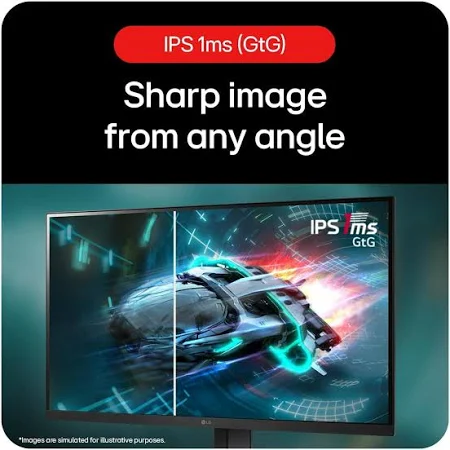 IPS 1ms (GtG)
Sharp image
from any angle
IPS 1ms
GtG
LG
*Images are simulated for illustrative purposes.